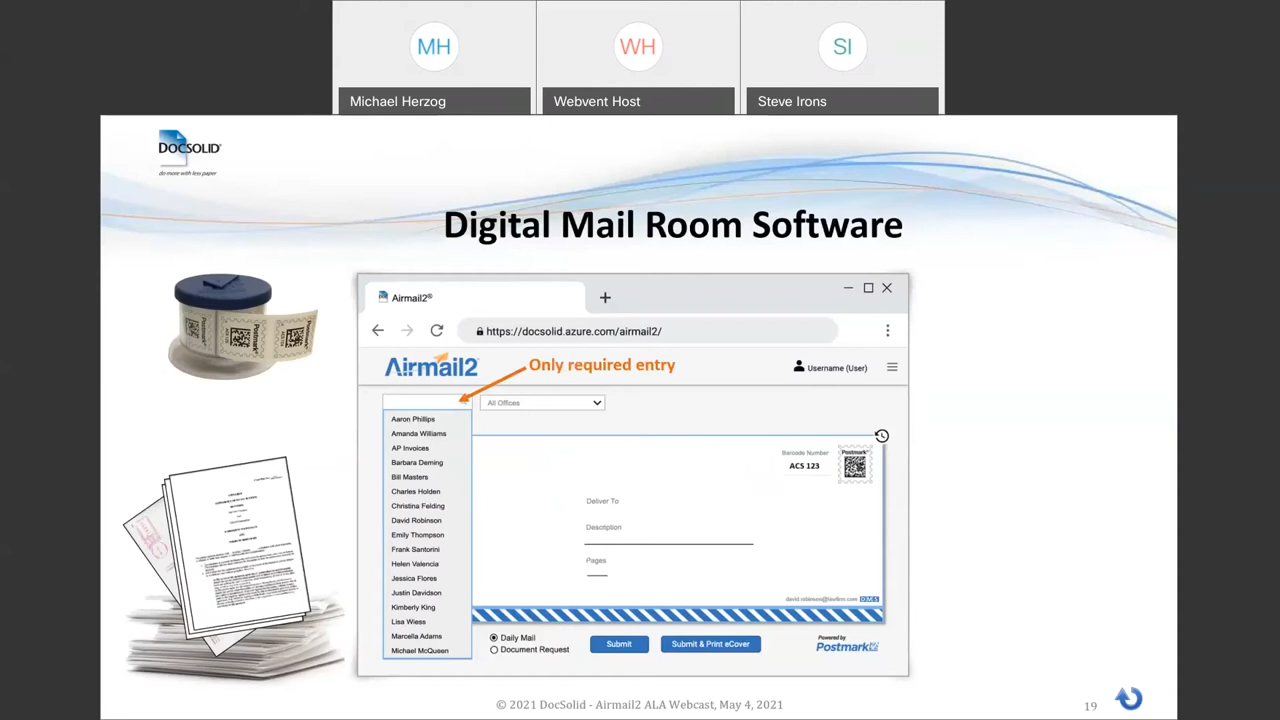 MH
WH
SI
Michael Herzog
Webvent Host
Steve Irons
DOCSOLID
do more with less paper
Digital Mail Room Software
Airmail2®
https://docsolid.azure.com/airmail2/
Airmail2
Only required entry
Username (User)
All Offices
Aaron Phillips
Amanda Williams
AP Invoices
Barbara Deming
Bill Masters
Charles Holden
Christina Felding
David Robinson
Emily Thompson
Frank Santorini
Helen Valencia
Jessica Flores
Justin Davidson
Kimberly King
Lisa Wiess
Marcella Adams
Michael McQueen
Barcode Number
ACS 123
Postmark®
Deliver To
Description
Pages
david.robinson@lawfirm.com
Daily Mail
Document Request
Submit
Submit & Print eCover
Powered by
Postmark
© 2021 DocSolid - Airmail2 ALA Webcast, May 4, 2021
19